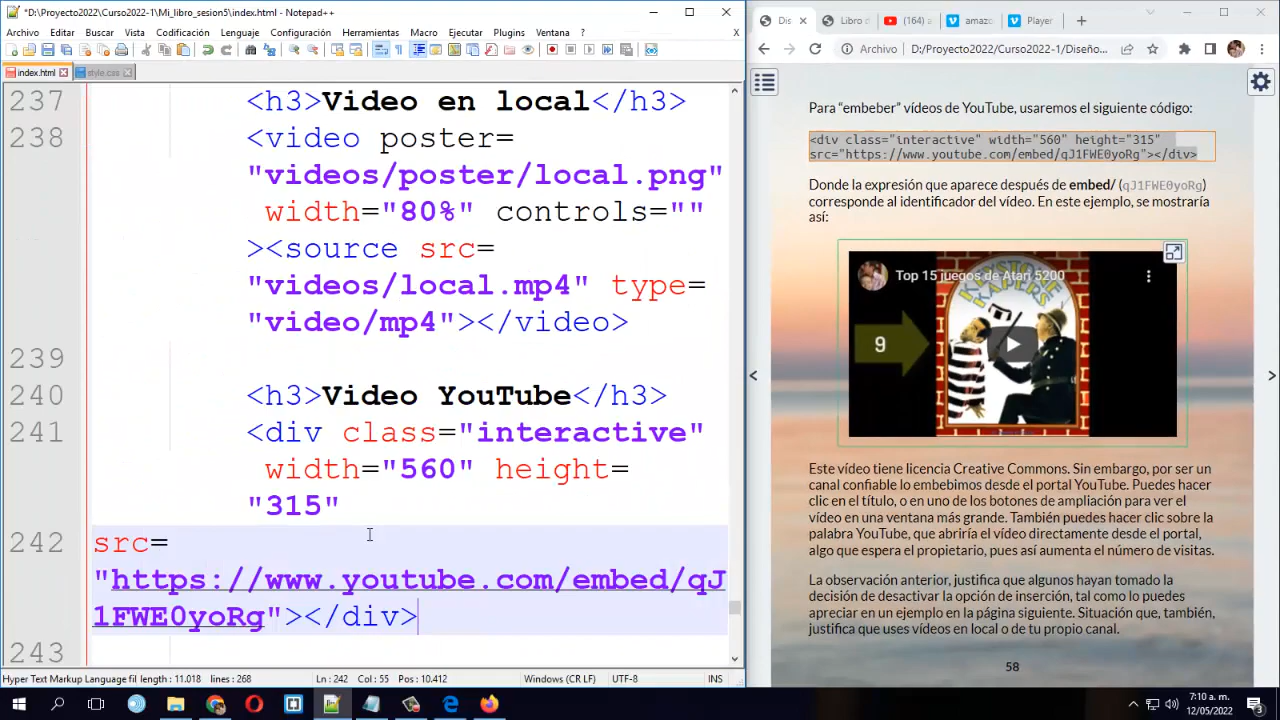 *D:\Proyecto2022\Curso2022-1\Mi_libro_sesion5\index.html - Notepad++
Archivo Editar Buscar Vista Codificación Lenguaje Configuración Herramientas Macro Ejecutar Plugins Ventana ? X
index.html style.css
237 <h3>Video en local</h3>
238 <video poster=
"videos/poster/local.png"
width="80%" controls=""
><source src=
"videos/local.mp4" type=
"video/mp4"></video>
239
240 <h3>Video YouTube</h3>
241 <div class="interactive"
width="560" height=
"315"
242 src=
"https://www.youtube.com/embed/qJ
1FWE0yoRg"></div>
243
Hyper Text Markup Language fil length : 11.018 lines : 268 Ln : 242 Col : 55 Pos : 10.412 Windows (CR LF) UTF-8 INS
Dis Libro d (164) a amaz Player
Archivo D:/Proyecto2022/Curso2022-1/Diseño...
Para “embeber” vídeos de YouTube, usaremos el siguiente código:
<div class="interactive" width="560" height="315"
src="https://www.youtube.com/embed/qJ1FWE0yoRg"></div>
Donde la expresión que aparece después de embed/ (qJ1FWE0yoRg)
corresponde al identificador del vídeo. En este ejemplo, se mostraría
así:
Top 15 juegos de Atari 5200
KEYSTONE
KAPERS
9
Este vídeo tiene licencia Creative Commons. Sin embargo, por ser un
canal confiable lo embebimos desde el portal YouTube. Puedes hacer
clic en el título, o en uno de los botones de ampliación para ver el
vídeo en una ventana más grande. También puedes hacer clic sobre la
palabra YouTube, que abriría el vídeo directamente desde el portal,
algo que espera el propietario, pues así aumenta el número de visitas.
La observación anterior, justifica que algunos hayan tomado la
decisión de desactivar la opción de inserción, tal como lo puedes
apreciar en un ejemplo en la página siguiente. Situación que, también,
justifica que uses vídeos en local o de tu propio canal.
58
7:10 a. m.
12/05/2022
3